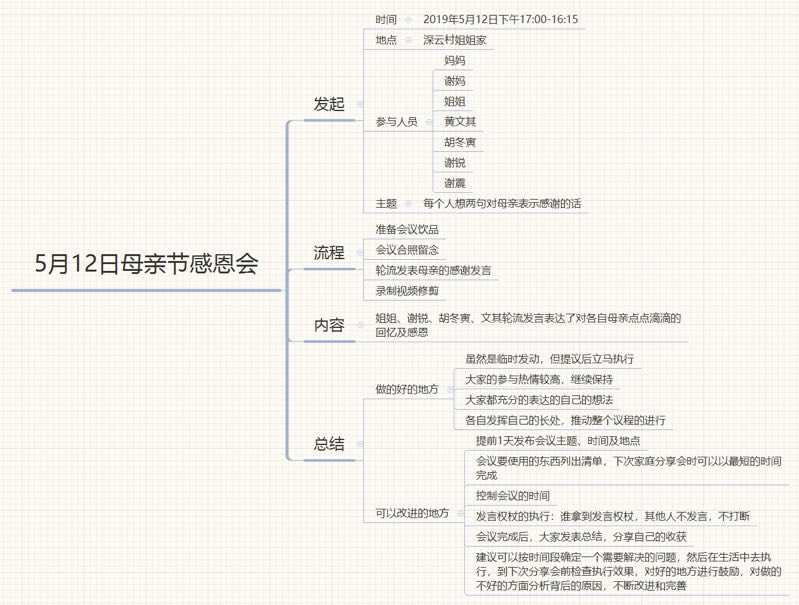 5月12日母亲节感恩会
发起
时间
2019年5月12日下午17:00-16:15
地点
深云村姐姐家
参与人员
妈妈
谢妈
姐姐
黄文其
胡冬寅
谢锐
谢震
主题
每个人想两句对母亲表示感谢的话
流程
准备会议饮品
会议合照留念
轮流发表母亲的感谢发言
录制视频修剪
内容
姐姐、谢锐、胡冬寅、文其轮流发言表达了对各自母亲点点滴滴的
回忆及感恩
总结
做的好的地方
虽然是临时发动，但提议后立马执行
大家的参与热情较高，继续保持
大家都充分的表达的自己的想法
各自发挥自己的长处，推动整个议程的进行
可以改进的地方
提前1天发布会议主题、时间及地点
会议要使用的东西列出清单，下次家庭分享会时可以以最短的时间
完成
控制会议的时间
发言权杖的执行：谁拿到发言权杖，其他人不发言，不打断
会议完成后，大家发表总结，分享自己的收获
建议可以按时间段确定一个需要解决的问题，然后在生活中去执
行，到下次分享会前检查执行效果，对好的地方进行鼓励，对做的
不好的方面分析背后的原因，不断改进和完善